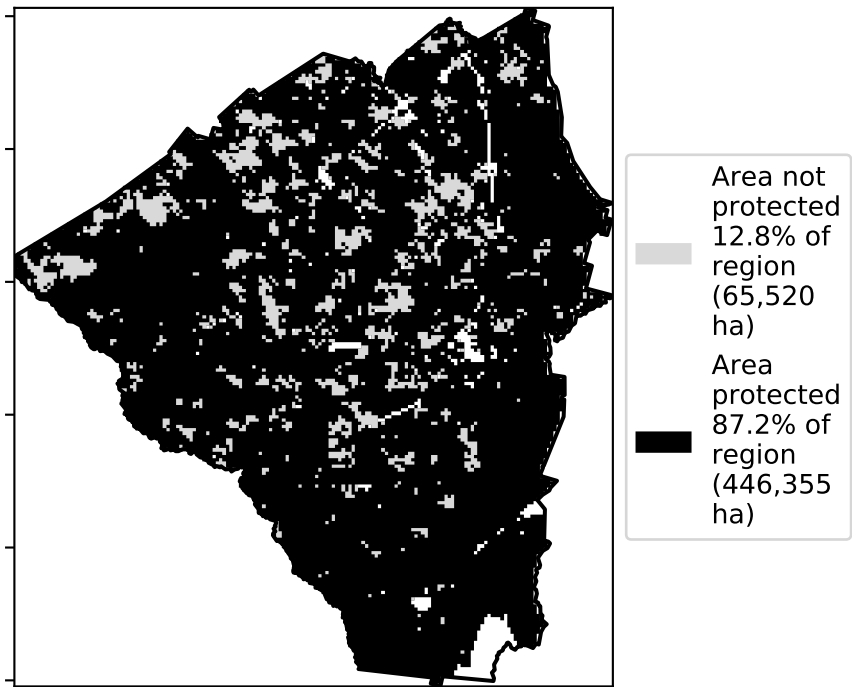 Area not
protected
12.8% of
region
(65,520
ha)
Area
protected
87.2% of
region
(446,355
ha)